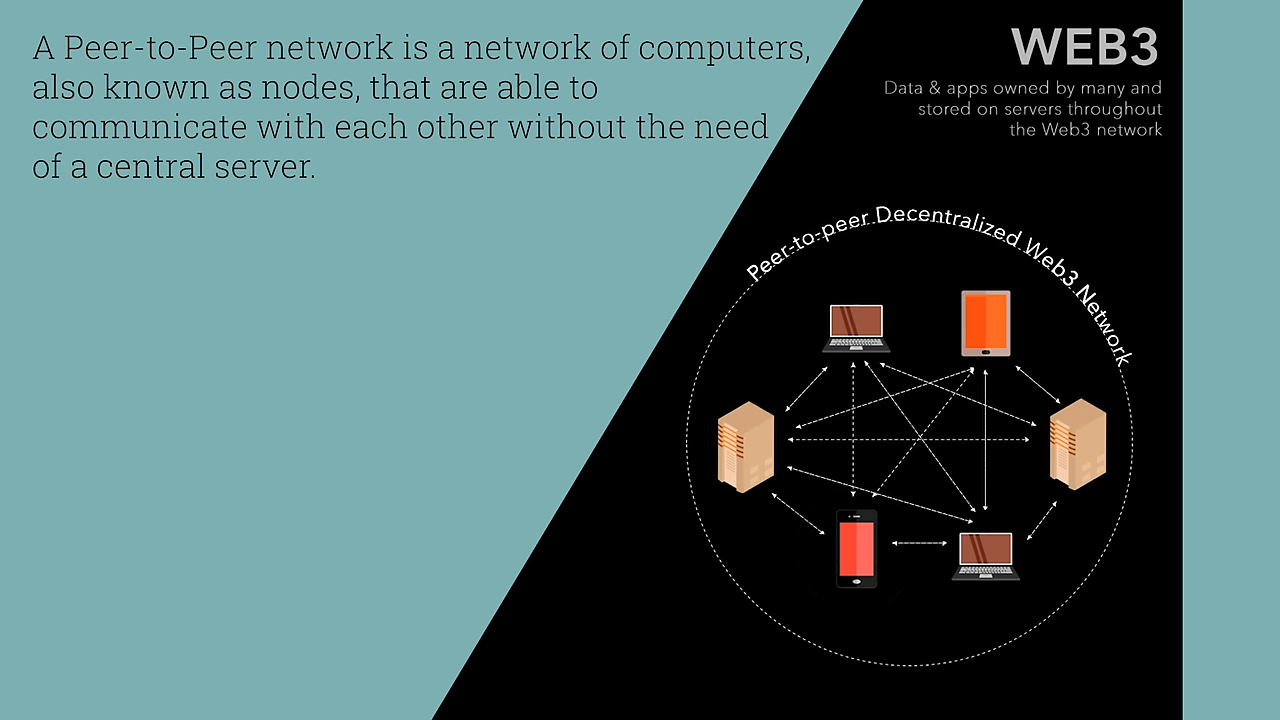 A Peer-to-Peer network is a network of computers,
also known as nodes, that are able to
communicate with each other without the need
of a central server.
WEB3
Data & apps owned by many and
stored on servers throughout
the Web3 network
Peer-to-peer Decentralized Web3 Network